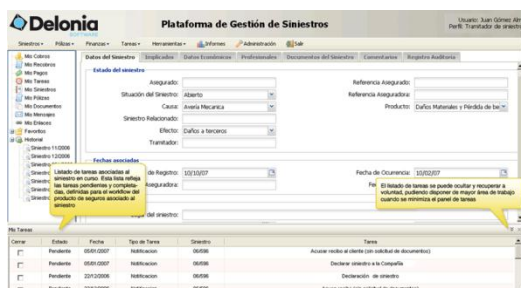 Delonia
SOFTWARE
Plataforma de Gestión de Siniestros
Usuario: Juan Gómez
Perfil: Tramitador de siniestro
Siniestros Pólizas Finanzas Tareas Herramientas Informes Administración Salir
Mis Cobros
Mis Recobros
Mis Pagos
Mis Tareas
Mis Siniestros
Mis Pólizas
Mis Documentos
Mis Mensajes
Mis Enlaces
Favoritos
Historial
Siniestro 11/2006
Siniestro 12/2006
Datos del Siniestro Implicados Datos Económicos Profesionales Documentos del Siniestro Comentarios Registro Auditoría
Estado del siniestro
Asegurado: Referencia Asegurado:
Situación del Siniestro: Abierto Referencia Aseguradora:
Causa: Avería Mecanica Producto: Daños Materiales y Pérdida de be
Siniestro Relacionado:
Efecto: Daños a terceros
Tramitador:
Fechas asociadas
de Registro: 10/10/07 Fecha de Ocurrencia: 10/02/07
Aseguradora:
del siniestro:
Listado de tareas asociadas al siniestro en curso. Esta lista refleja las tareas pendientes y completadas, definidas para el workflow del producto de seguros asociado al siniestro
El listado de tareas se puede ocultar y recuperar a voluntad, pudiendo disponer de mayor área de trabajo cuando se minimiza el panel de tareas
Mis Tareas
Cerrar Estado Fecha Tipo de Tarea Siniestro Tarea
Pendiente 05/01/2007 Notificacion 06/598 Acusar recibo al cliente (sin solicitud de documentos)
Pendiente 05/01/2007 Notificacion 06/598 Declarar siniestro a la Compañía
Pendiente 22/12/2006 Notificacion 06/598 Declaración de siniestro